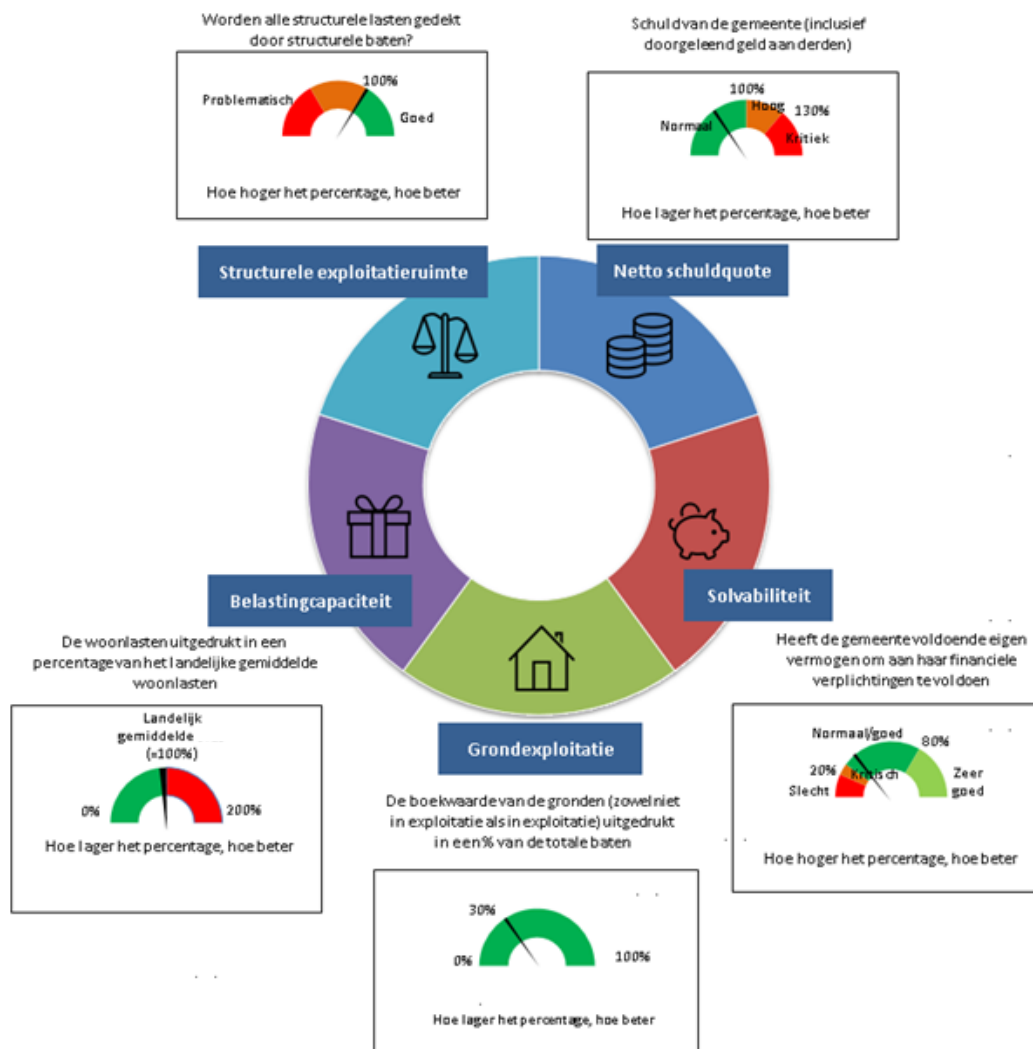 Worden alle structurele lasten gedekt
door structurele baten?
100%
Problematisch
Goed
Hoe hoger het percentage, hoe beter
Schuld van de gemeente (inclusief
doorgeleend geld aan derden)
100%
Hoog
130%
Normaal
Kritiek
Hoe lager het percentage, hoe beter
Structurele exploitatieruimte
Netto schuldquote
Belastingcapaciteit
Solvabiliteit
De woonlasten uitgedrukt in een
percentage van het landelijke gemiddelde
woonlasten
Landelijk
gemiddelde
(=100%)
0%
200%
Hoe lager het percentage, hoe beter
Heeft de gemeente voldoende eigen
vermogen om aan haar financiele
verplichtingen te voldoen
Normaal/goed
80%
20%
Kritisch
Zeer
Slecht
goed
Hoe hoger het percentage, hoe beter
Grondexploitatie
De boekwaarde van de gronden (zowel niet
in exploitatie als in exploitatie) uitgedrukt
in een % van de totale baten
30%
0%
100%
Hoe lager het percentage, hoe beter